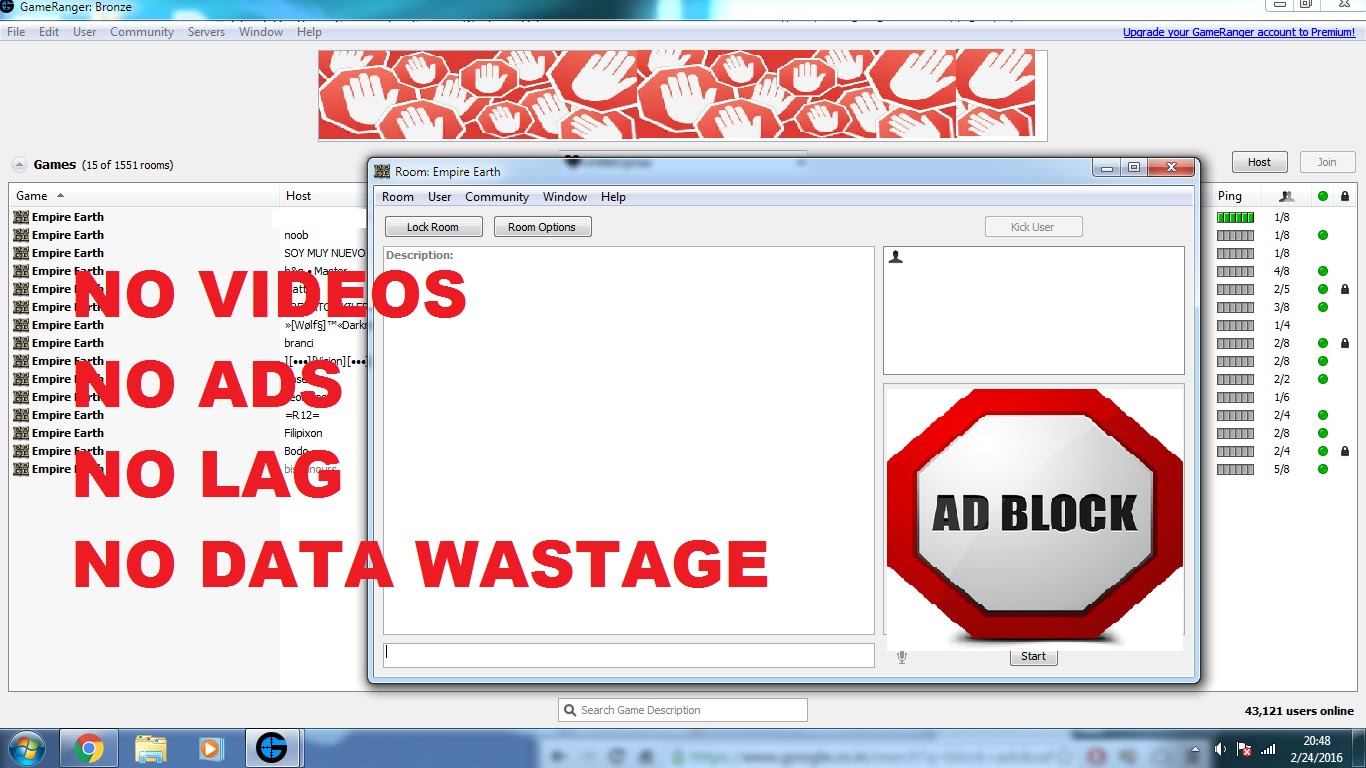 GameRanger: Bronze
File Edit User Community Servers Window Help
Upgrade your GameRanger account to Premium!
Games (15 of 1551 rooms)
Host Join
Game Host Ping
Room: Empire Earth
Room User Community Window Help
Lock Room Room Options Kick User
Description:
Empire Earth 1/8
Empire Earth noob 1/8
Empire Earth SOY MUY NUEVO 1/8
Empire Earth Master 4/8
Empire Earth 2/5
Empire Earth 3/8
Empire Earth »[Wølf§]™«Darkn 1/4
Empire Earth branci 2/8
Empire Earth ][•••][Vision][•••] 2/8
Empire Earth 2/2
Empire Earth 1/6
Empire Earth =R12= 2/4
Empire Earth Filipixon 2/8
Empire Earth Bodo 2/4
Empire Earth 5/8
NO VIDEOS
NO ADS
NO LAG
NO DATA WASTAGE
AD BLOCK
Start
Search Game Description
43,121 users online
20:48
2/24/2016